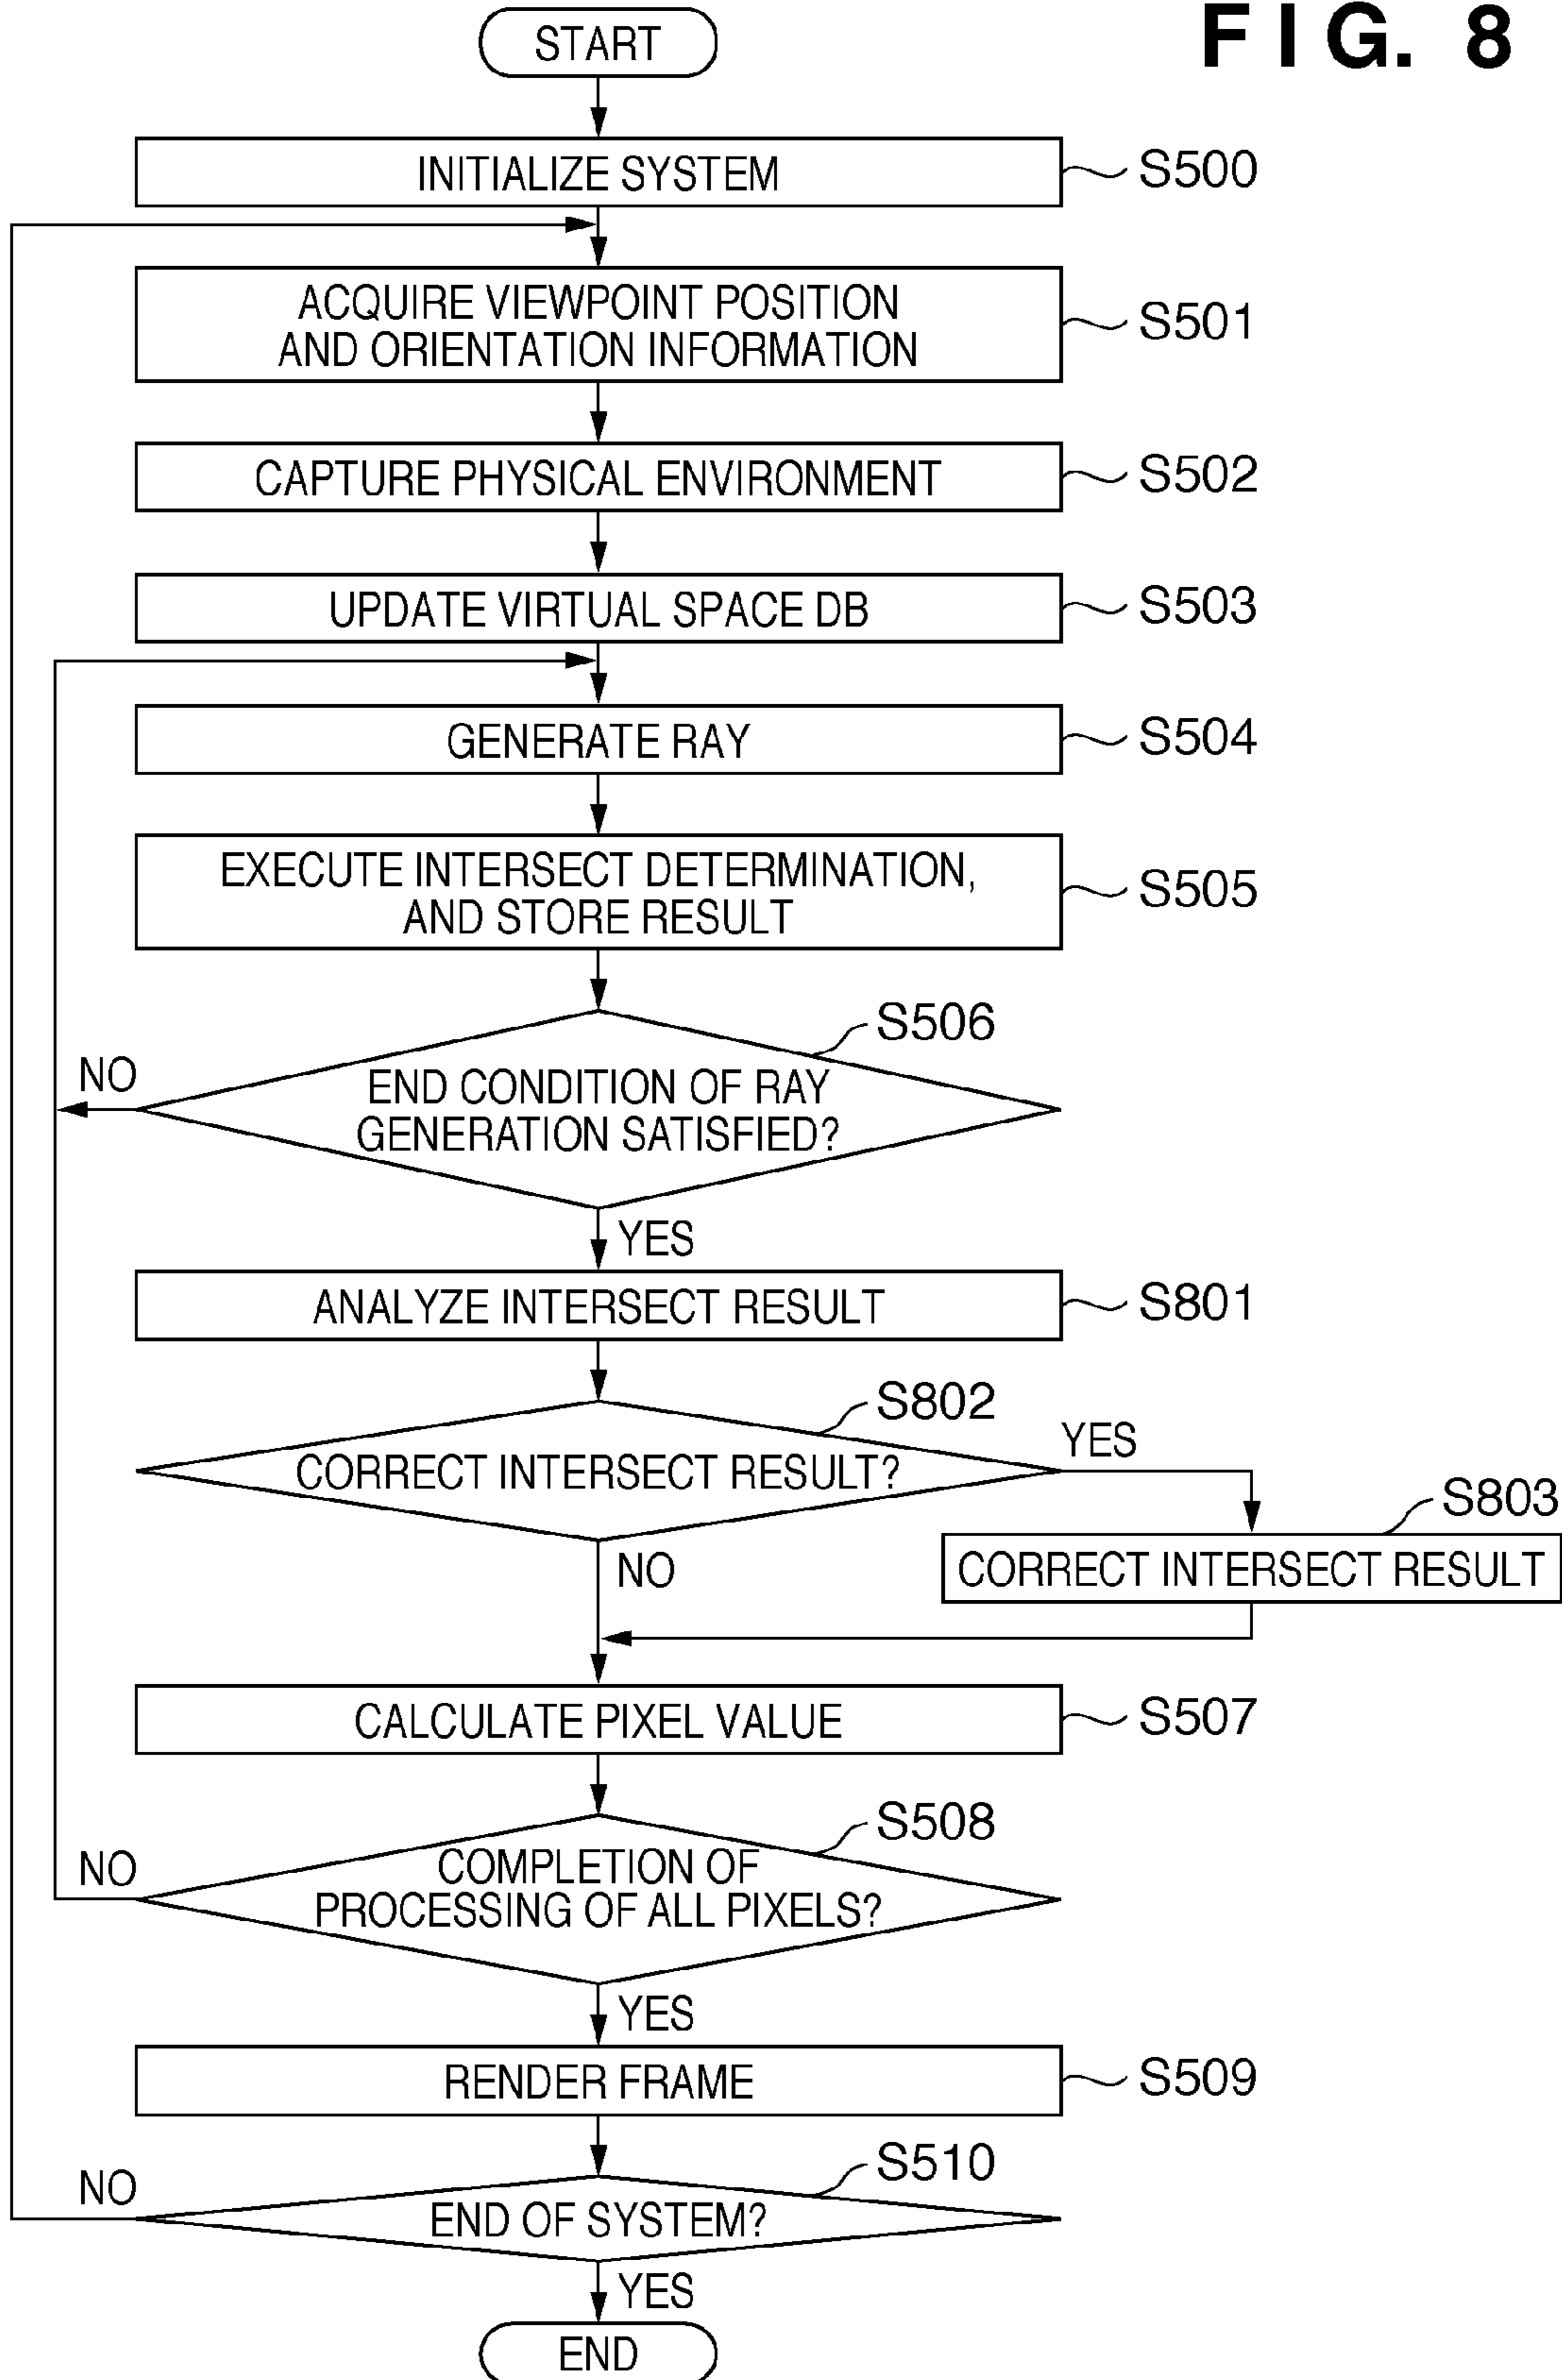 FIG. 8
START
INITIALIZE SYSTEM
S500
ACQUIRE VIEWPOINT POSITION
AND ORIENTATION INFORMATION
S501
CAPTURE PHYSICAL ENVIRONMENT
S502
UPDATE VIRTUAL SPACE DB
S503
GENERATE RAY
S504
EXECUTE INTERSECT DETERMINATION,
AND STORE RESULT
S505
S506
NO
END CONDITION OF RAY
GENERATION SATISFIED?
YES
ANALYZE INTERSECT RESULT
S801
S802
CORRECT INTERSECT RESULT?
YES
S803
NO
CORRECT INTERSECT RESULT
CALCULATE PIXEL VALUE
S507
S508
NO
COMPLETION OF
PROCESSING OF ALL PIXELS?
YES
RENDER FRAME
S509
S510
NO
END OF SYSTEM?
YES
END